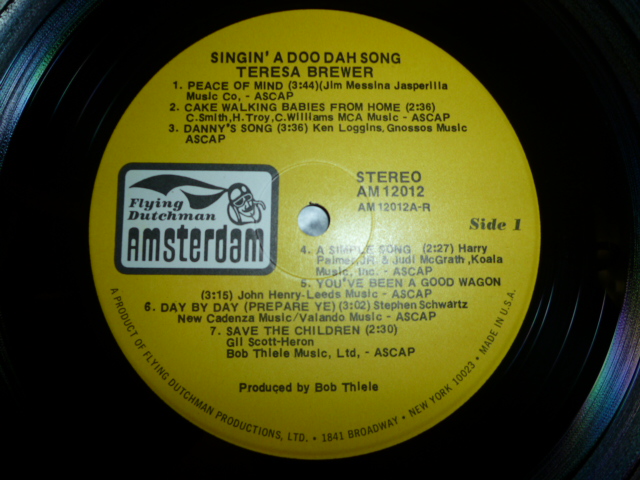 SINGIN' A DOO DAH SONG
TERESA BREWER
1. PEACE OF MIND (3:44)(Jim Messina Jasperilla
Music Co, - ASCAP
2. CAKE WALKING BABIES FROM HOME (2:36)
C.Smith,H.Troy,C.Williams MCA Music - ASCAP
3. DANNY'S SONG (3:36) Ken Loggins,Gnossos Music
ASCAP
Flying
Dutchman
Amsterdam
STEREO
AM 12012
AM 12012A-R
Side 1
4. A SIMPLE SONG (2:27) Harry
Palmer,JR. & Judi McGrath ,Koala
Music, Inc. - ASCAP
5. YOU'VE BEEN A GOOD WAGON
(3:15) John Henry-Leeds Music - ASCAP
6. DAY BY DAY (PREPARE YE) (3:02) Stephen Schwartz
New Cadenza Music/Valando Music - ASCAP
7. SAVE THE CHILDREN (2:30)
Gil Scott-Heron
Bob Thiele Music, Ltd, - ASCAP
Produced by Bob Thiele
A PRODUCT OF FLYING DUTCHMAN PRODUCTIONS, LTD. • 1841 BROADWAY • NEW YORK 10023 • MADE IN U.S.A.